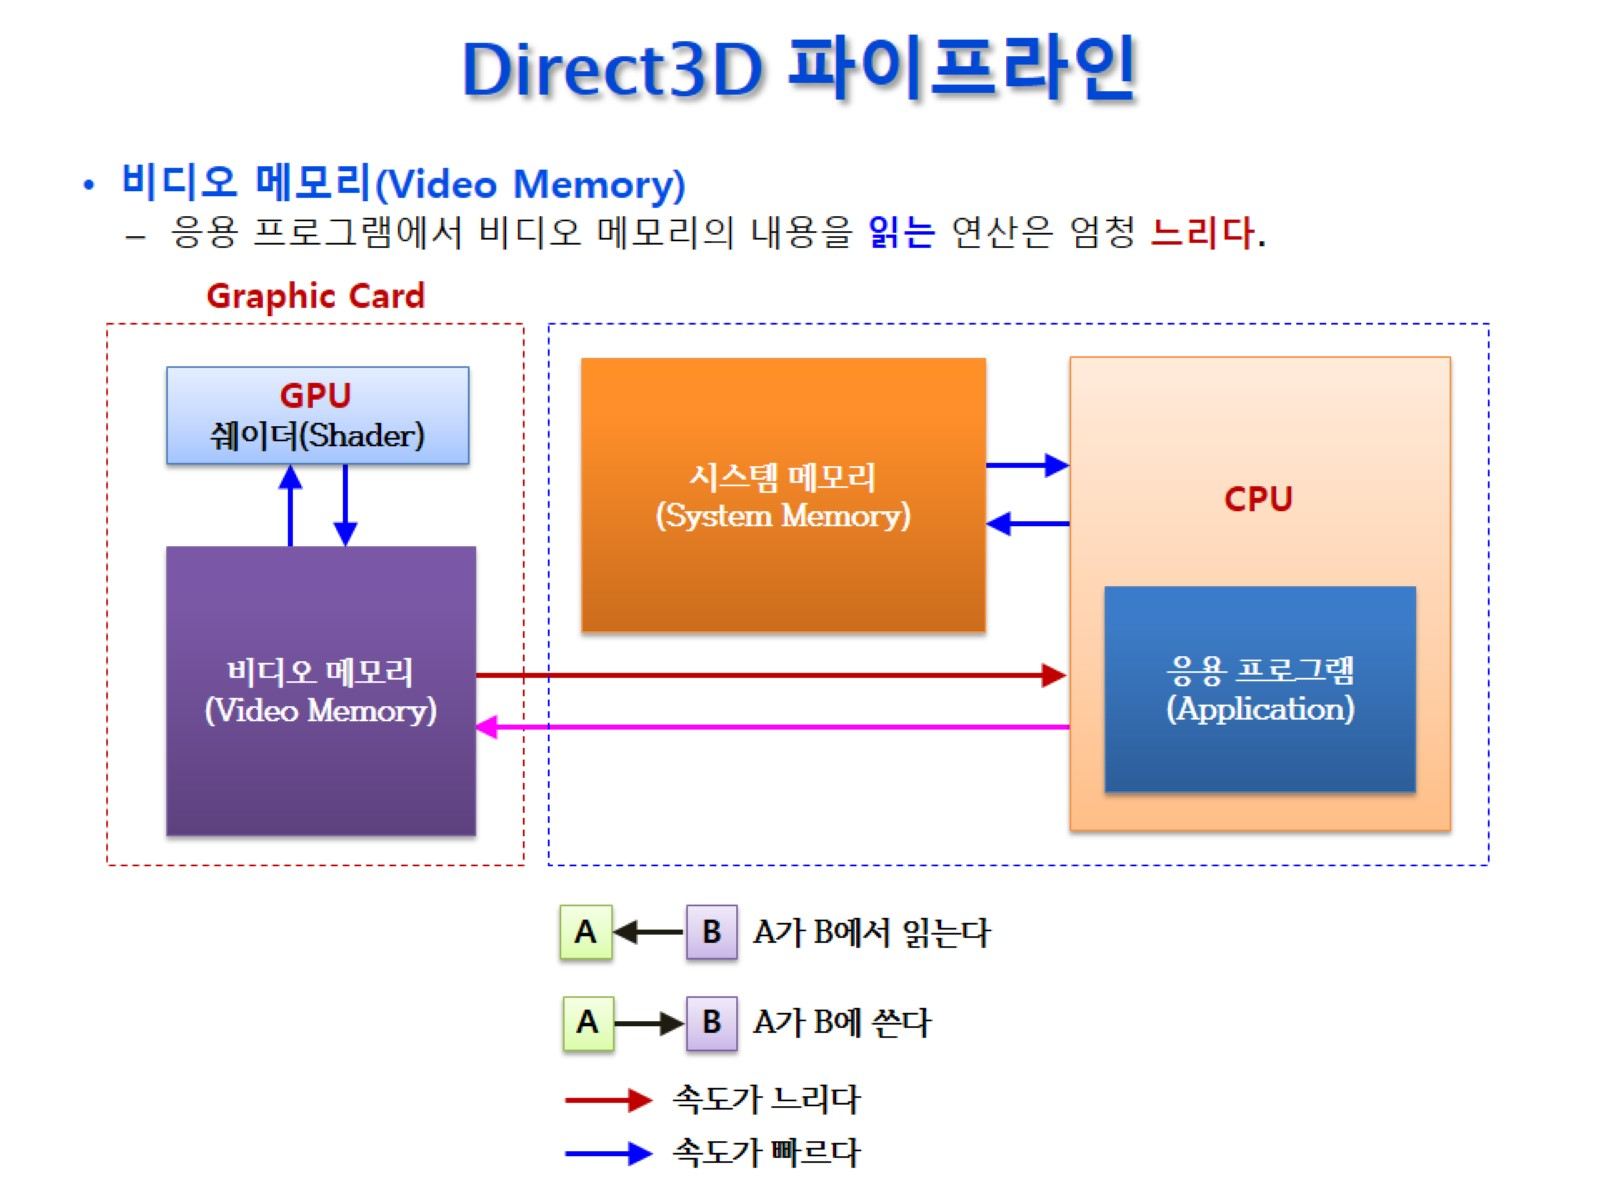 Direct3D 파이프라인
• 비디오 메모리(Video Memory)
– 응용 프로그램에서 비디오 메모리의 내용을 읽는 연산은 엄청 느리다.
Graphic Card
GPU
쉐이더(Shader)
시스템 메모리
(System Memory)
CPU
비디오 메모리
(Video Memory)
응용 프로그램
(Application)
A B A가 B에서 읽는다
A B A가 B에 쓴다
속도가 느리다
속도가 빠르다